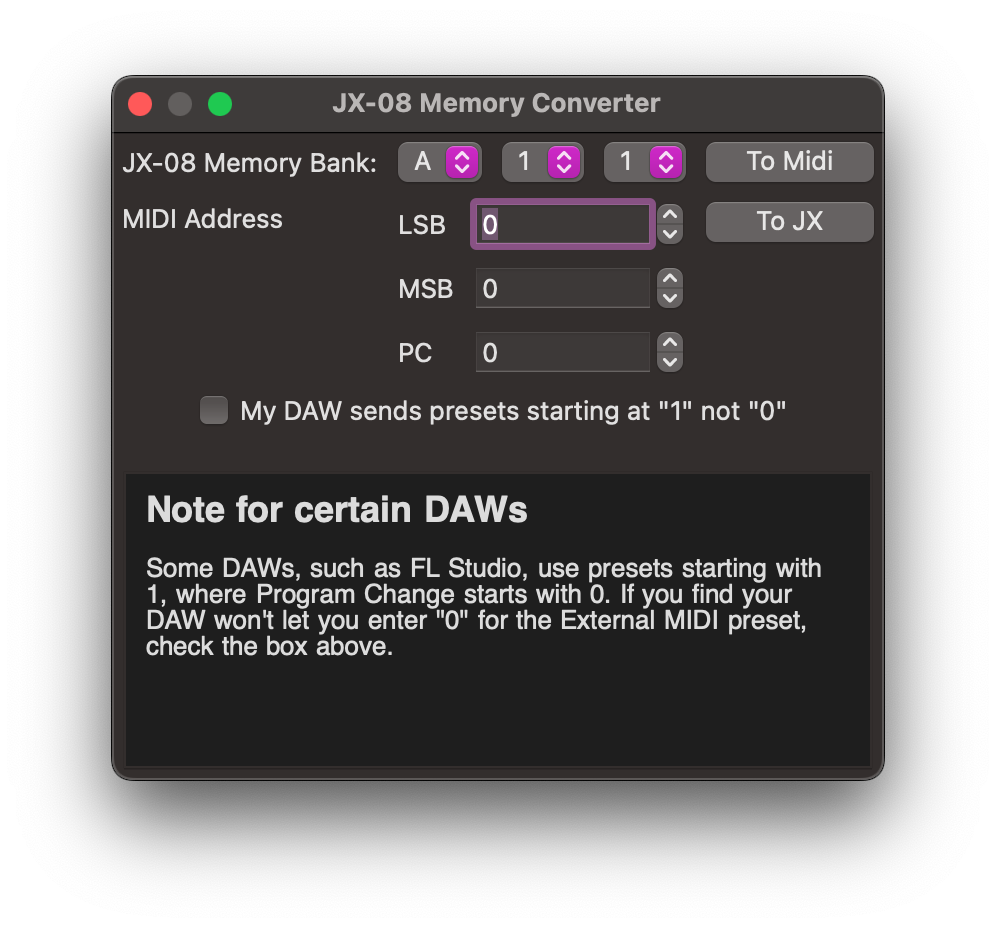 JX-08 Memory Converter
JX-08 Memory Bank: A 1 1 To Midi
MIDI Address LSB 0 To JX
MSB 0
PC 0
My DAW sends presets starting at "1" not "0"
Note for certain DAWs
Some DAWs, such as FL Studio, use presets starting with
1, where Program Change starts with 0. If you find your
DAW won't let you enter "0" for the External MIDI preset,
check the box above.